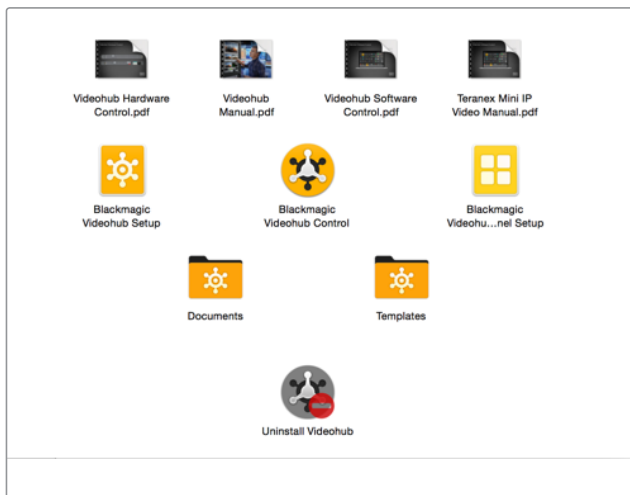 Videohub Hardware
Control.pdf
Videohub
Manual.pdf
Videohub Software
Control.pdf
Teranex Mini IP
Video Manual.pdf
Blackmagic
Videohub Setup
Blackmagic
Videohub Control
Blackmagic
Videohu...nel Setup
Documents
Templates
Uninstall Videohub